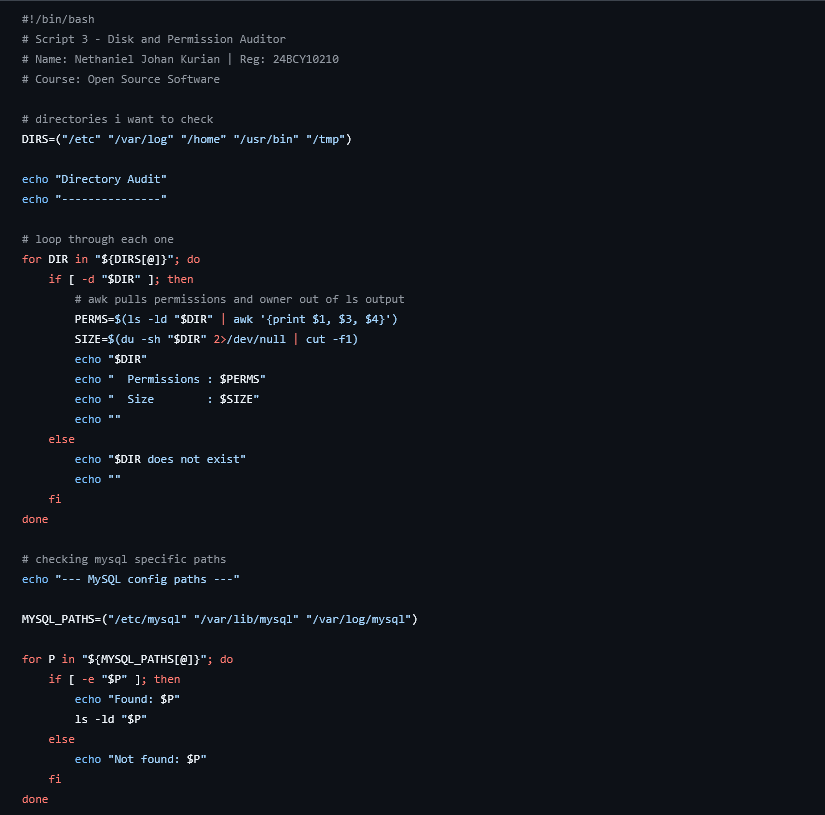 #!/bin/bash
# Script 3 - Disk and Permission Auditor
# Name: Nethaniel Johan Kurian | Reg: 24BCY10210
# Course: Open Source Software

# directories i want to check
DIRS=("/etc" "/var/log" "/home" "/usr/bin" "/tmp")

echo "Directory Audit"
echo "---------------"

# loop through each one
for DIR in "${DIRS[@]}"; do
    if [ -d "$DIR" ]; then
        # awk pulls permissions and owner out of ls output
        PERMS=$(ls -ld "$DIR" | awk '{print $1, $3, $4}')
        SIZE=$(du -sh "$DIR" 2>/dev/null | cut -f1)
        echo "$DIR"
        echo "  Permissions : $PERMS"
        echo "  Size        : $SIZE"
        echo ""
    else
        echo "$DIR does not exist"
        echo ""
    fi
done

# checking mysql specific paths
echo "--- MySQL config paths ---"

MYSQL_PATHS=("/etc/mysql" "/var/lib/mysql" "/var/log/mysql")

for P in "${MYSQL_PATHS[@]}"; do
    if [ -e "$P" ]; then
        echo "Found: $P"
        ls -ld "$P"
    else
        echo "Not found: $P"
    fi
done